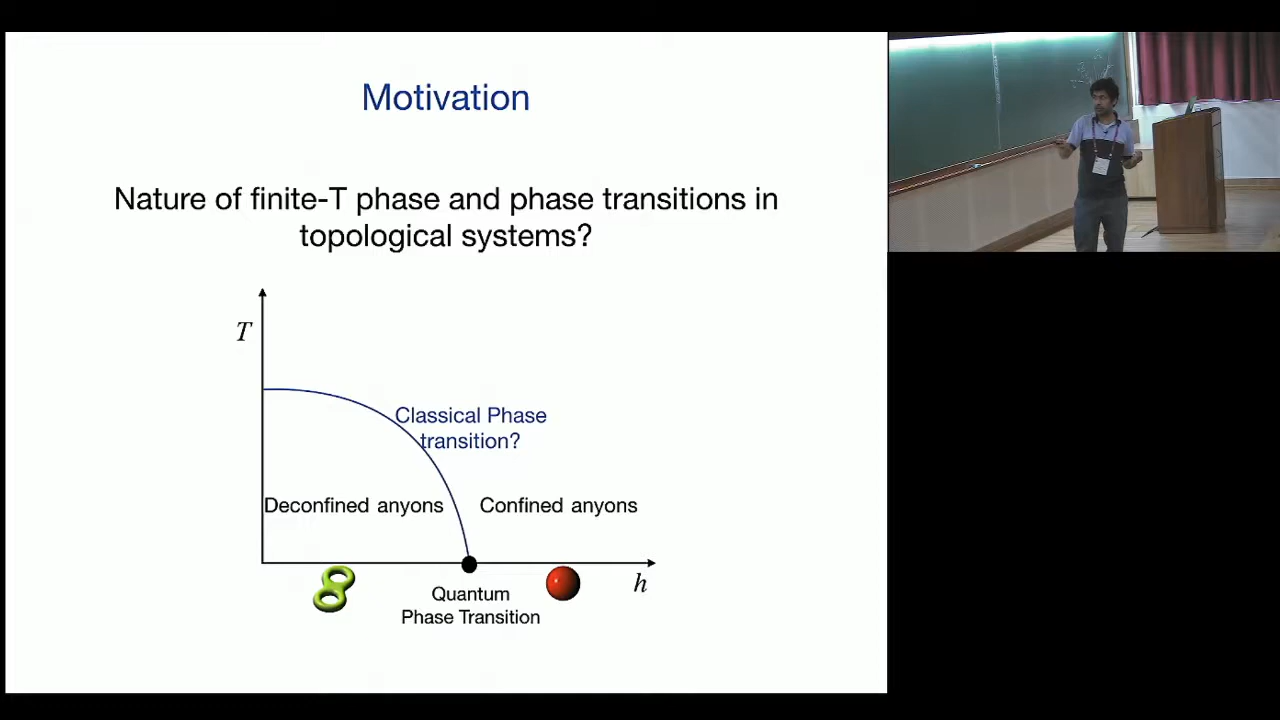 Motivation
Nature of finite-T phase and phase transitions in
topological systems?
T
Classical Phase
transition?
Deconfined anyons
Confined anyons
h
Quantum
Phase Transition